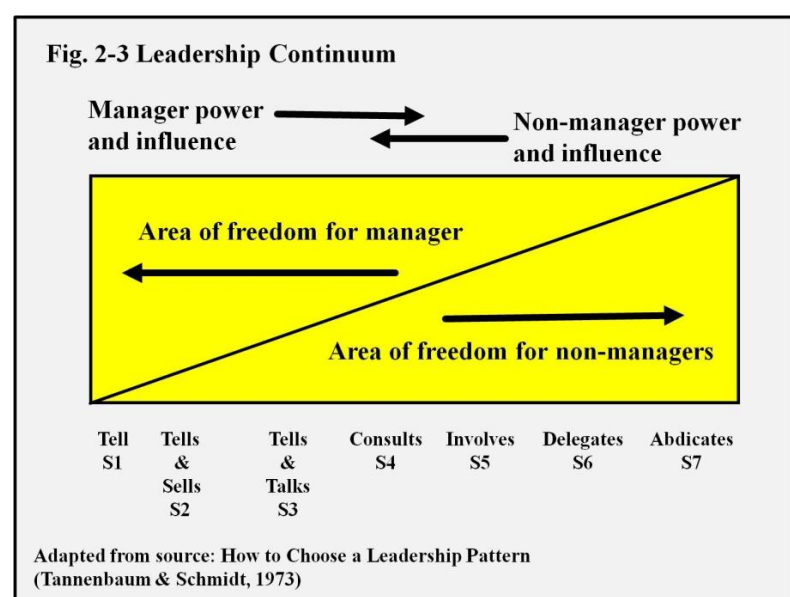 Fig. 2-3 Leadership Continuum
Manager power
and influence
Non-manager power
and influence
Area of freedom for manager
Area of freedom for non-managers
Tell
S1
Tells
&
Sells
S2
Tells
&
Talks
S3
Consults
S4
Involves
S5
Delegates
S6
Abdicates
S7
Adapted from source: How to Choose a Leadership Pattern
(Tannenbaum & Schmidt, 1973)